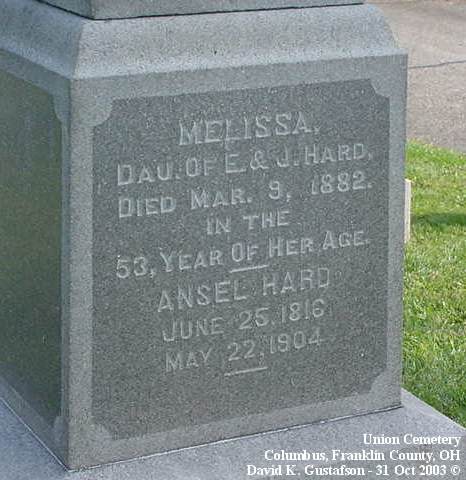 MELISSA,
DAU. OF E. & J. HARD,
DIED MAR. 9, 1882.
IN THE
53, YEAR OF HER AGE.
ANSEL HARD
JUNE 25, 1816
MAY 22, 1904
Union Cemetery
Columbus, Franklin County, OH
David K. Gustafson - 31 Oct 2003 ©